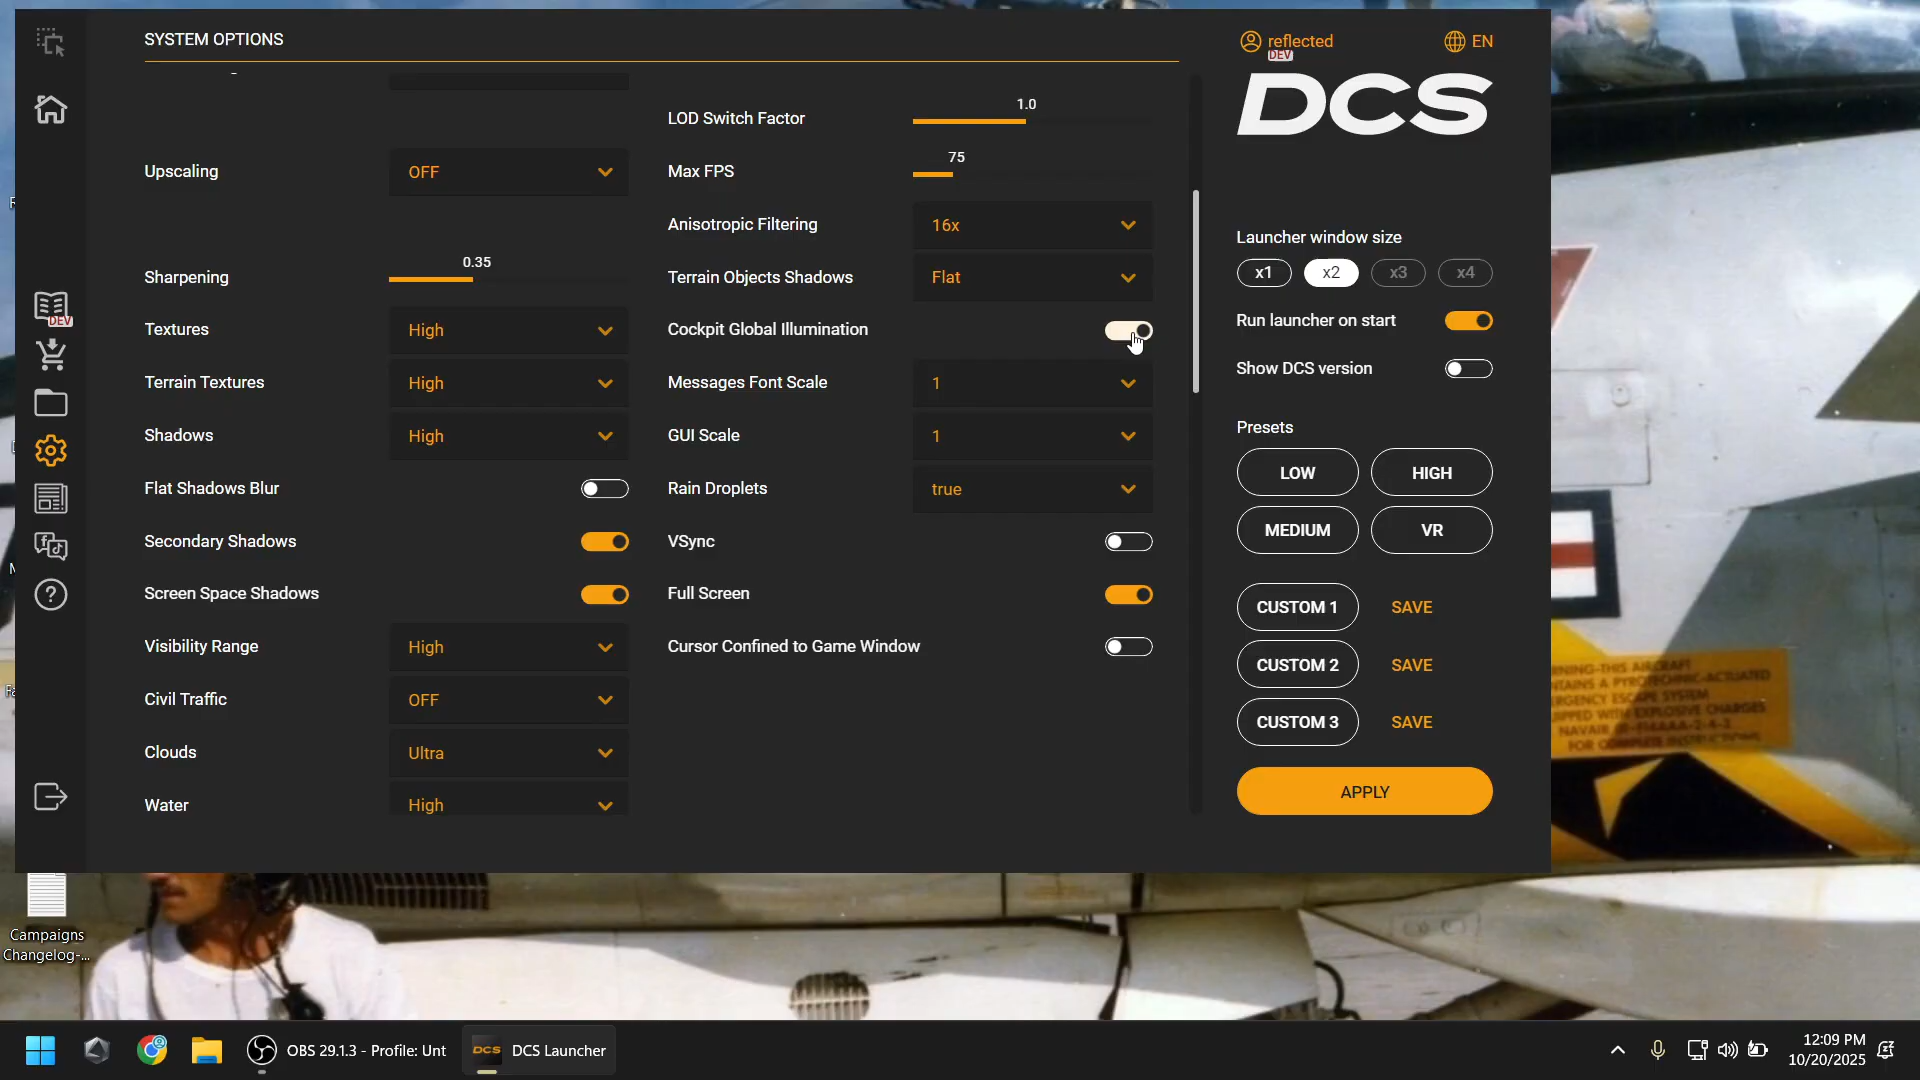 SYSTEM OPTIONS
reflected
DEV
EN
DCS
LOD Switch Factor
1.0
Upscaling
OFF
Max FPS
75
Anisotropic Filtering
16x
Sharpening
0.35
Terrain Objects Shadows
Flat
Textures
High
Cockpit Global Illumination
Terrain Textures
High
Messages Font Scale
1
Shadows
High
GUI Scale
1
Flat Shadows Blur
Rain Droplets
true
Secondary Shadows
VSync
Screen Space Shadows
Full Screen
Visibility Range
High
Cursor Confined to Game Window
Civil Traffic
OFF
Clouds
Ultra
Water
High
DEV
Launcher window size
x1
x2
x3
x4
Run launcher on start
Show DCS version
Presets
LOW
HIGH
MEDIUM
VR
CUSTOM 1
SAVE
CUSTOM 2
SAVE
CUSTOM 3
SAVE
APPLY
Campaigns
Changelog-...
OBS 29.1.3 - Profile: Unt
DCS
DCS Launcher
12:09 PM
10/20/2025